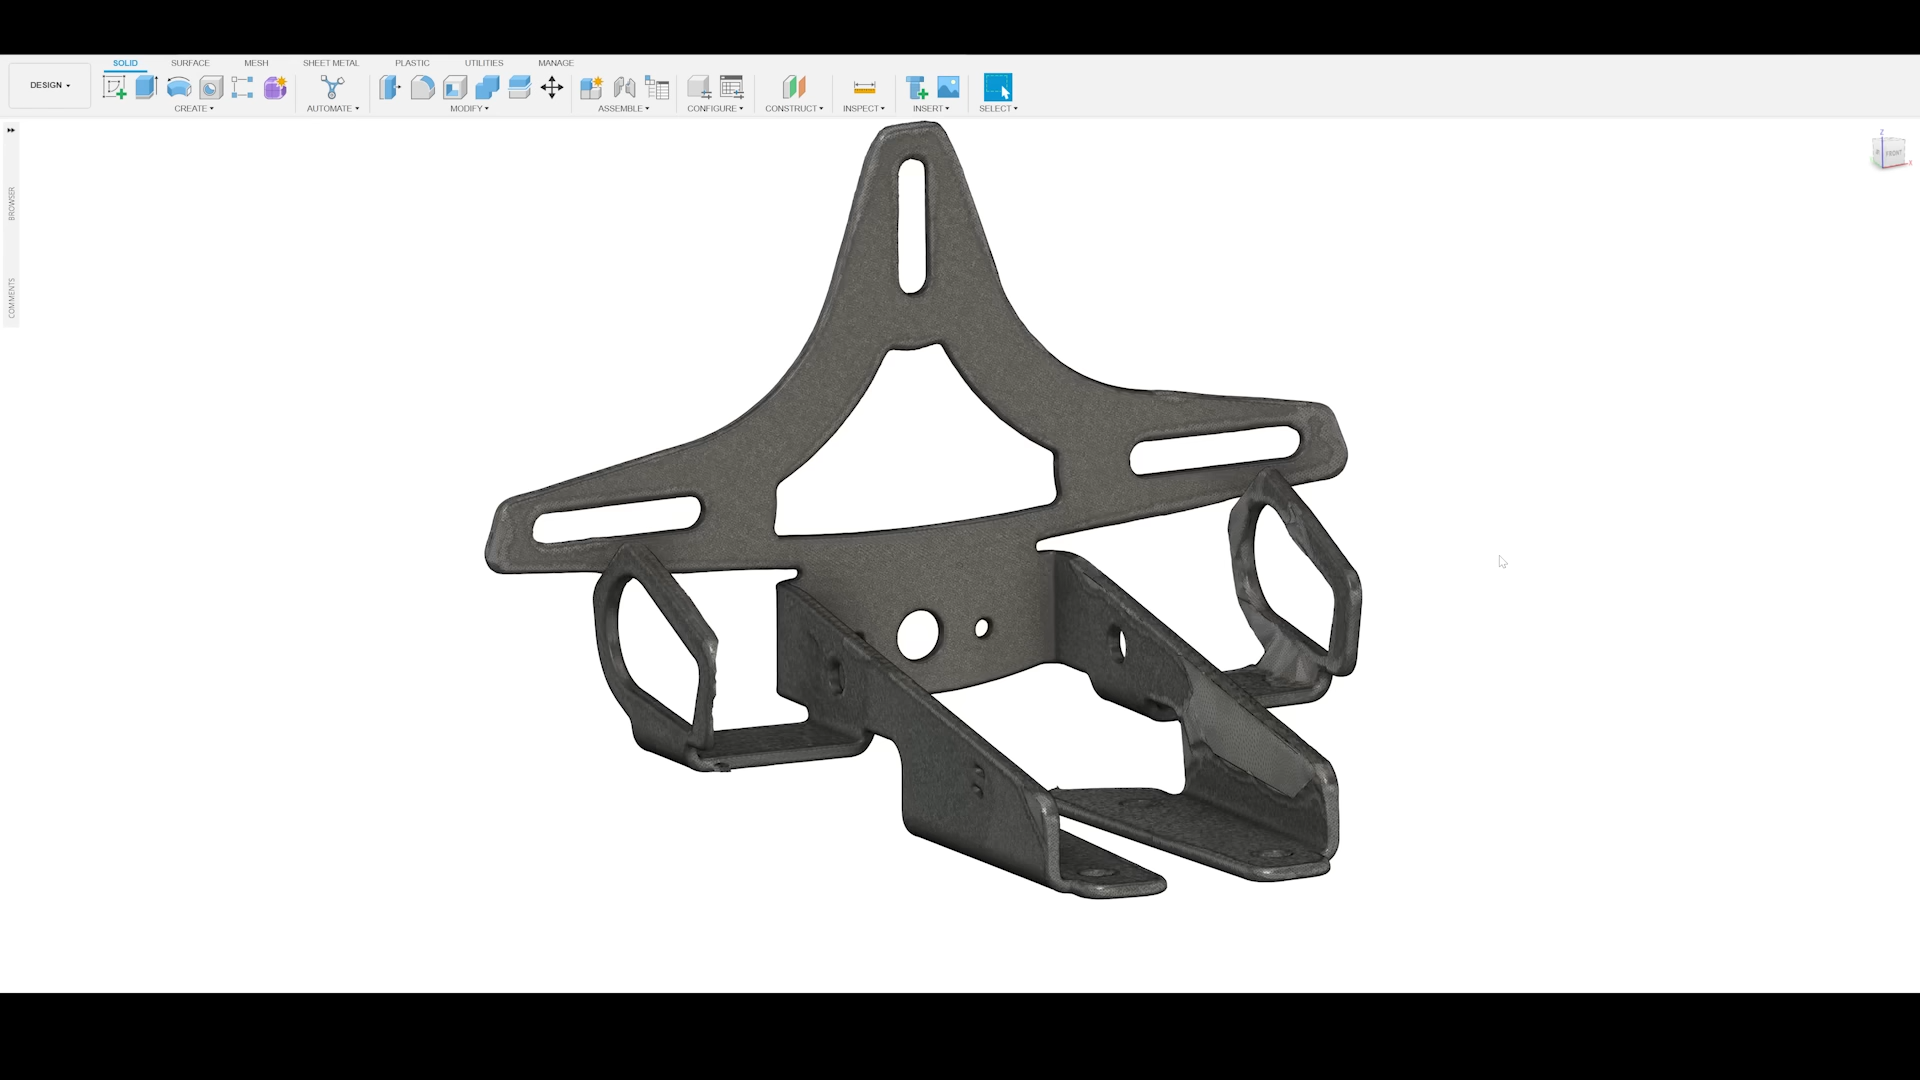 SOLID SURFACE MESH SHEET METAL PLASTIC UTILITIES MANAGE
DESIGN
CREATE AUTOMATE MODIFY ASSEMBLE CONFIGURE CONSTRUCT INSPECT INSERT SELECT
BROWSER
COMMENTS
Z
FRONT
X